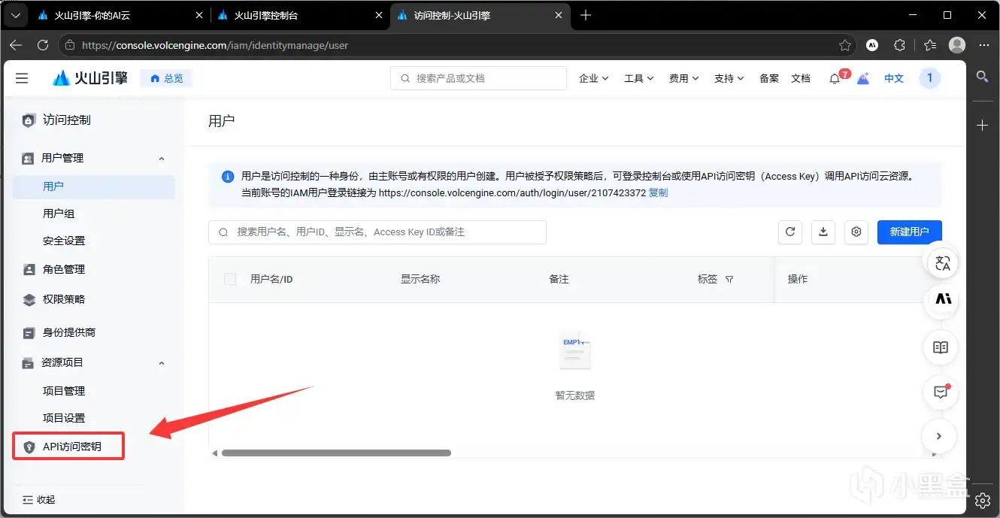 火山引擎-你的AI云
火山引擎控制台
访问控制-火山引擎
https://console.volcengine.com/iam/identitymanage/user
火山引擎
总览
搜索产品或文档
企业
工具
费用
支持
备案
文档
7
中文
1
访问控制
用户管理
用户
用户组
安全设置
角色管理
权限策略
身份提供商
资源项目
项目管理
项目设置
API访问密钥
收起
用户
用户是访问控制的一种身份，由主账号或有权限的用户创建。用户被授予权限策略后，可登录控制台或使用API访问密钥（Access Key）调用API访问云资源。
当前账号的IAM用户登录链接为 https://console.volcengine.com/auth/login/user/2107423372 复制
搜索用户名、用户ID、显示名、Access Key ID或备注
新建用户
用户名/ID
显示名称
备注
标签
操作
EMPTY
暂无数据
小黑盒